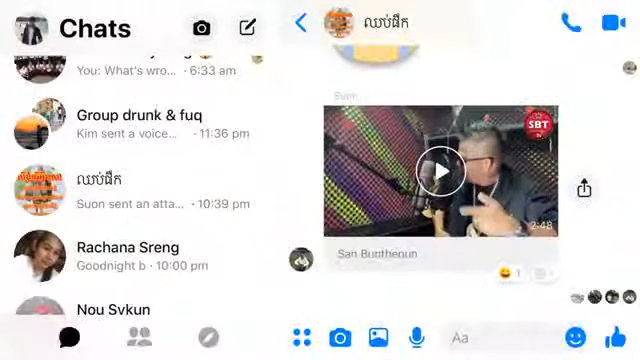 Chats
You: What's wro... · 6:33 am
Group drunk & fuq
Kim sent a voice... · 11:36 pm
ឈប់ផឹក
Suon sent an atta... · 10:39 pm
Rachana Sreng
Goodnight b · 10:00 pm
Nou Sykun
ឈប់ផឹក
Suon
SBT
2:48
San Bunthenun
1
Aa